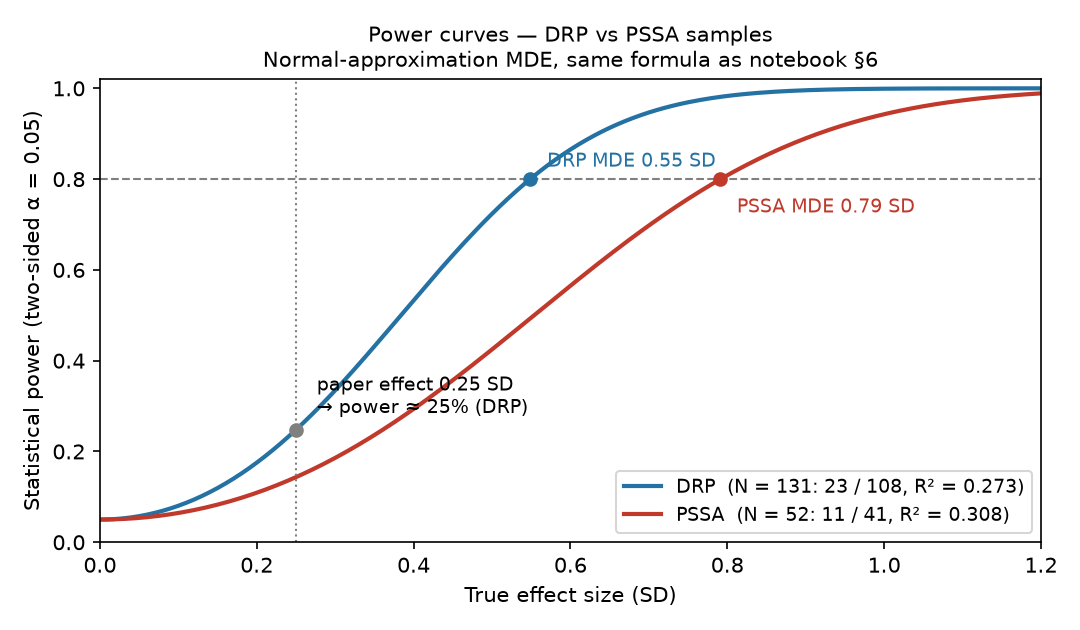 Power curves — DRP vs PSSA samples
Normal-approximation MDE, same formula as notebook §6
Statistical power (two-sided α = 0.05)
1.0
0.8
0.6
0.4
0.2
0.0
DRP MDE 0.55 SD
PSSA MDE 0.79 SD
paper effect 0.25 SD
→ power ≈ 25% (DRP)
DRP (N = 131: 23 / 108, R² = 0.273)
PSSA (N = 52: 11 / 41, R² = 0.308)
0.0 0.2 0.4 0.6 0.8 1.0 1.2
True effect size (SD)